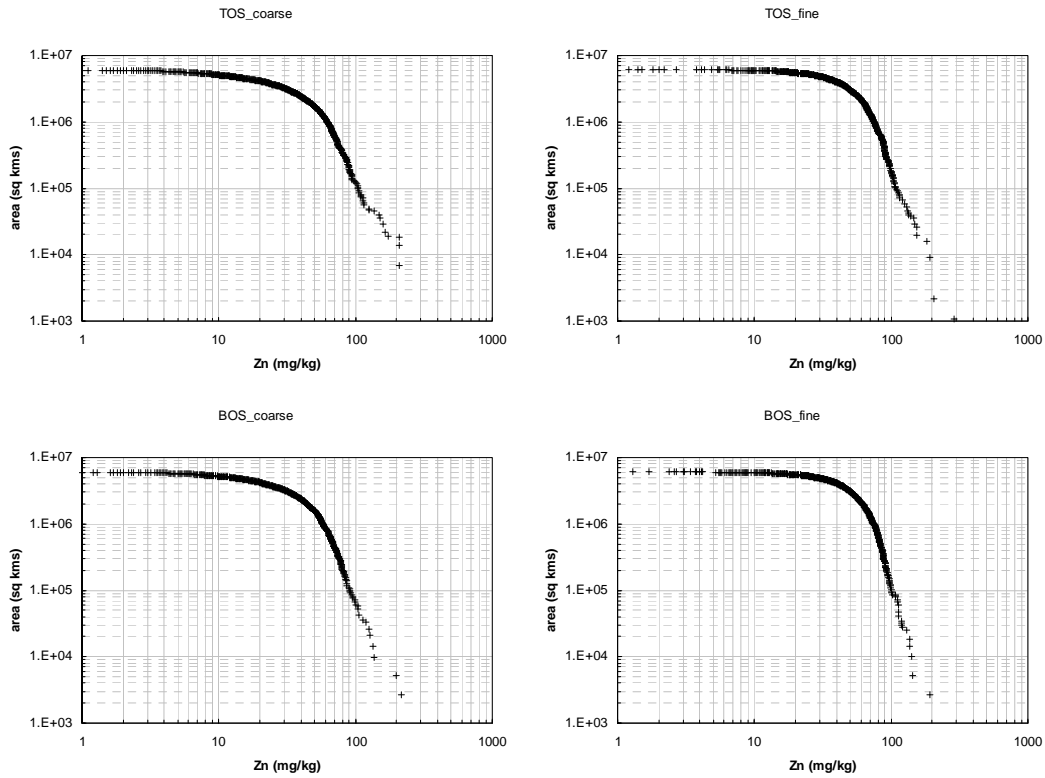 TOS_coarse
1.E+07
1.E+06
1.E+05
1.E+04
1.E+03
area (sq kms)
1 10 100 1000
Zn (mg/kg)
TOS_fine
1.E+07
1.E+06
1.E+05
1.E+04
1.E+03
area (sq kms)
1 10 100 1000
Zn (mg/kg)
BOS_coarse
1.E+07
1.E+06
1.E+05
1.E+04
1.E+03
area (sq kms)
1 10 100 1000
Zn (mg/kg)
BOS_fine
1.E+07
1.E+06
1.E+05
1.E+04
1.E+03
area (sq kms)
1 10 100 1000
Zn (mg/kg)